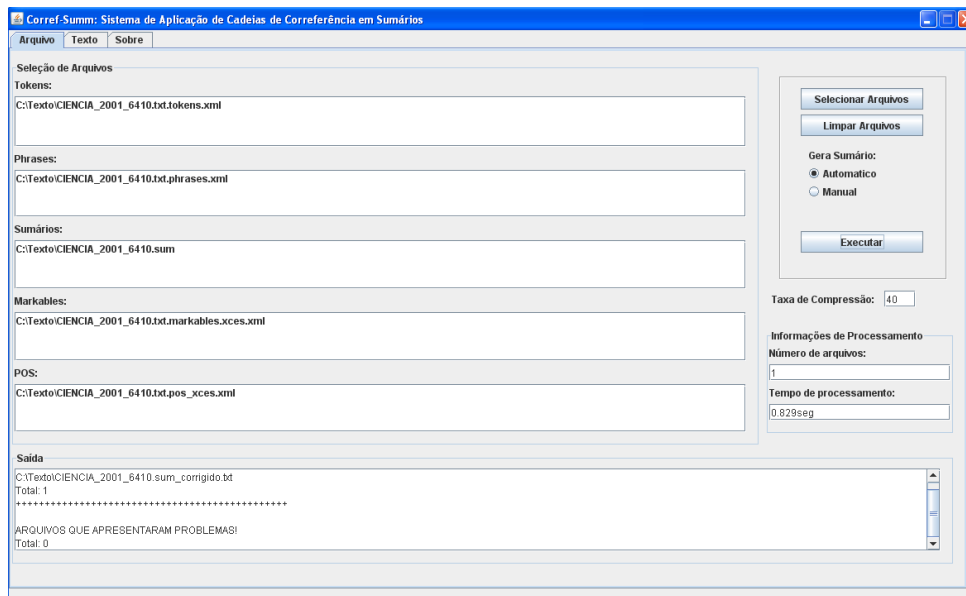 Corref-Summ: Sistema de Aplicação de Cadeias de Correferência em Sumários
Arquivo Texto Sobre
Seleção de Arquivos
Tokens:
C:\Texto\CIENCIA_2001_6410.txt.tokens.xml
Phrases:
C:\Texto\CIENCIA_2001_6410.txt.phrases.xml
Sumários:
C:\Texto\CIENCIA_2001_6410.sum
Markables:
C:\Texto\CIENCIA_2001_6410.txt.markables.xces.xml
POS:
C:\Texto\CIENCIA_2001_6410.txt.pos_xces.xml
Selecionar Arquivos
Limpar Arquivos
Gera Sumário:
Automatico
Manual
Executar
Taxa de Compressão: 40
Informações de Processamento
Número de arquivos:
1
Tempo de processamento:
0.829seg
Saída
C:\Texto\CIENCIA_2001_6410.sum_corrigido.txt
Total: 1
+++++++++++++++++++++++++++++++++++++++++++++++
ARQUIVOS QUE APRESENTARAM PROBLEMAS!
Total: 0